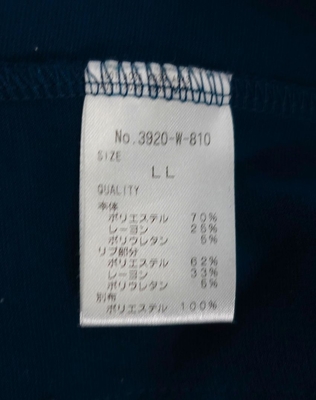 No.3920-W-810
SIZE
LL
QUALITY
本体
ポリエステル 70%
レーヨン 25%
ポリウレタン 5%
リブ部分
ポリエステル 62%
レーヨン 33%
ポリウレタン 5%
別布
ポリエステル 100%